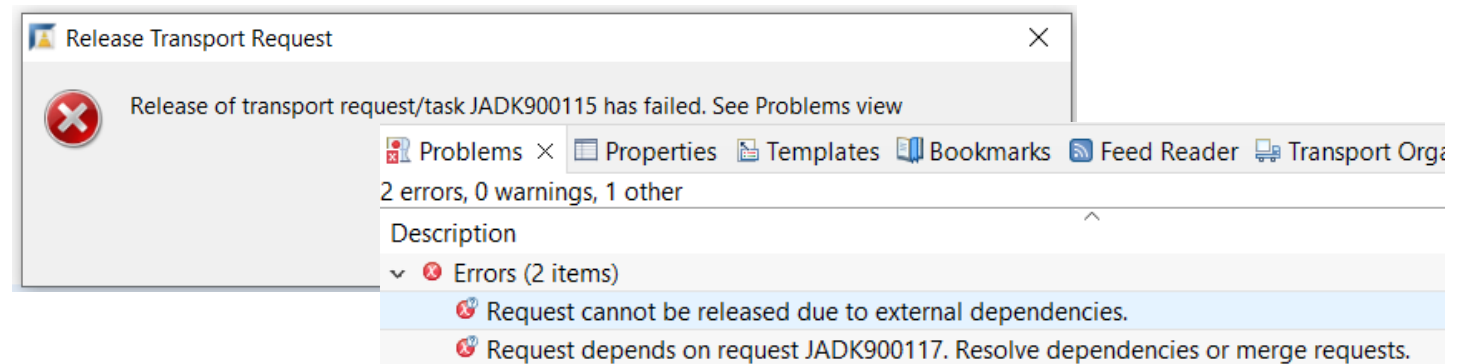 Release Transport Request
Release of transport request/task JADK900115 has failed. See Problems view
Problems Properties Templates Bookmarks Feed Reader Transport Orga
2 errors, 0 warnings, 1 other
Description
Errors (2 items)
Request cannot be released due to external dependencies.
Request depends on request JADK900117. Resolve dependencies or merge requests.